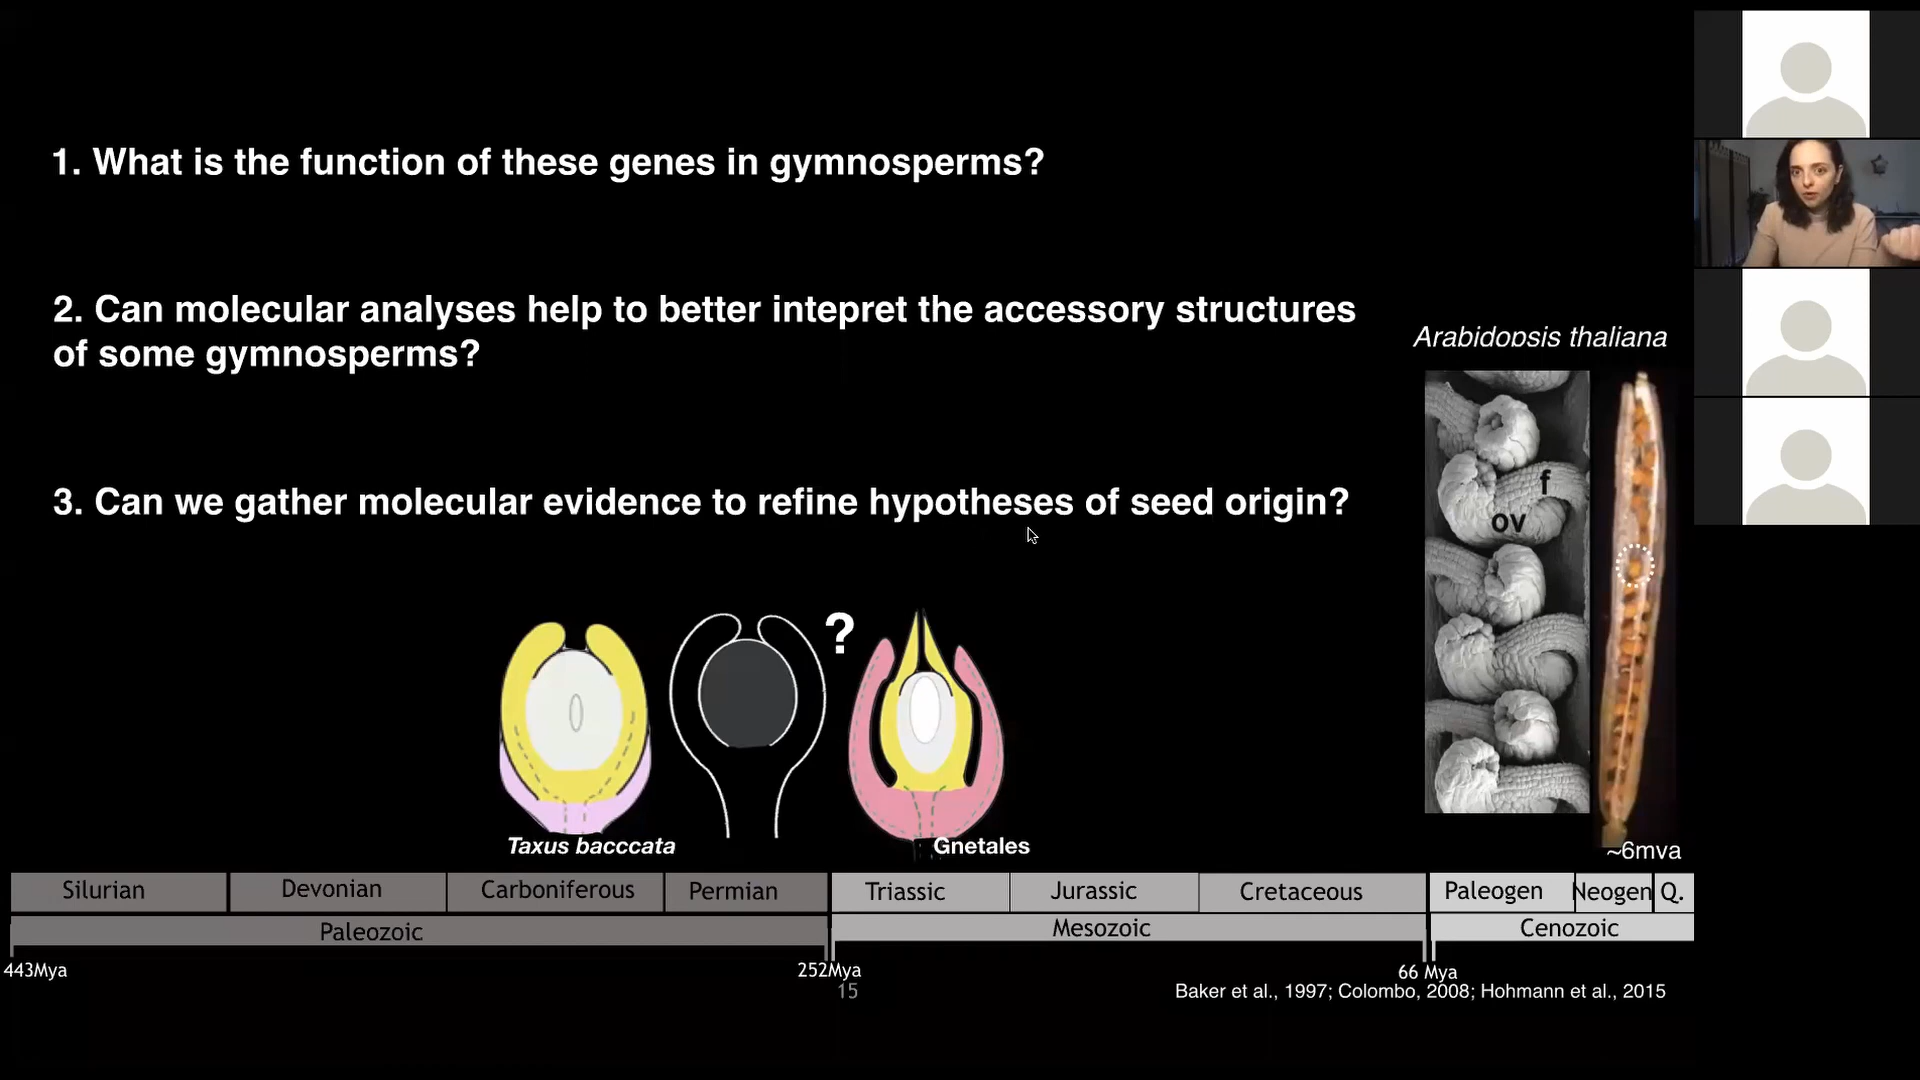 1. What is the function of these genes in gymnosperms?
2. Can molecular analyses help to better intepret the accessory structures
of some gymnosperms?
Arabidopsis thaliana
3. Can we gather molecular evidence to refine hypotheses of seed origin?
f
ov
?
Taxus bacccata
Gnetales
~6mya
Silurian Devonian Carboniferous Permian Triassic Jurassic Cretaceous Paleogen Neogen Q.
Paleozoic Mesozoic Cenozoic
443Mya 252Mya 66 Mya
15
Baker et al., 1997; Colombo, 2008; Hohmann et al., 2015